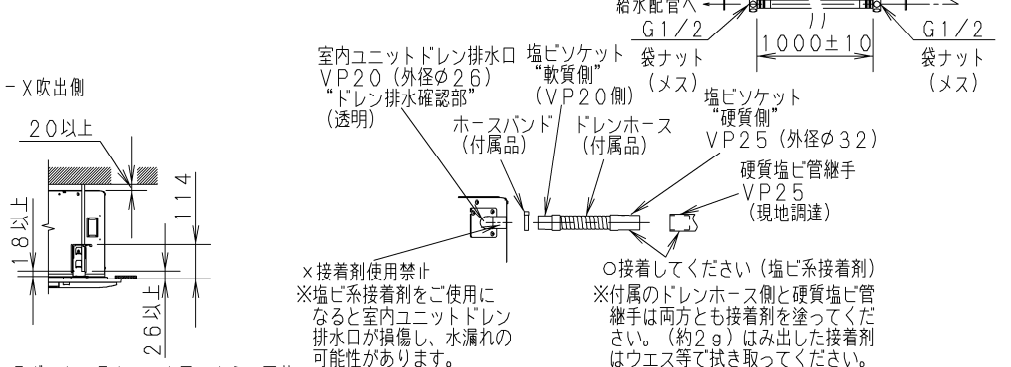 給水配管へ
G1/2
袋ナット
(メス)
1000±10
G1/2
袋ナット
(メス)
-X吹出側
20以上
18以上
114
26以上
室内ユニットドレン排水口
VP20(外径φ26)
“ドレン排水確認部”
(透明)
塩ビソケット
“軟質側”
(VP20側)
ホースバンド
(付属品)
ドレンホース
(付属品)
塩ビソケット
“硬質側”
VP25(外径φ32)
硬質塩ビ管継手
VP25
(現地調達)
×接着剤使用禁止
※塩ビ系接着剤をご使用に
なると室内ユニットドレン
排水口が損傷し、水漏れの
可能性があります。
○接着してください(塩ビ系接着剤)
※付属のドレンホース側と硬質塩ビ管
継手は両方とも接着剤を塗ってくだ
さい。(約2g)はみ出した接着剤
はウエス等で拭き取ってください。